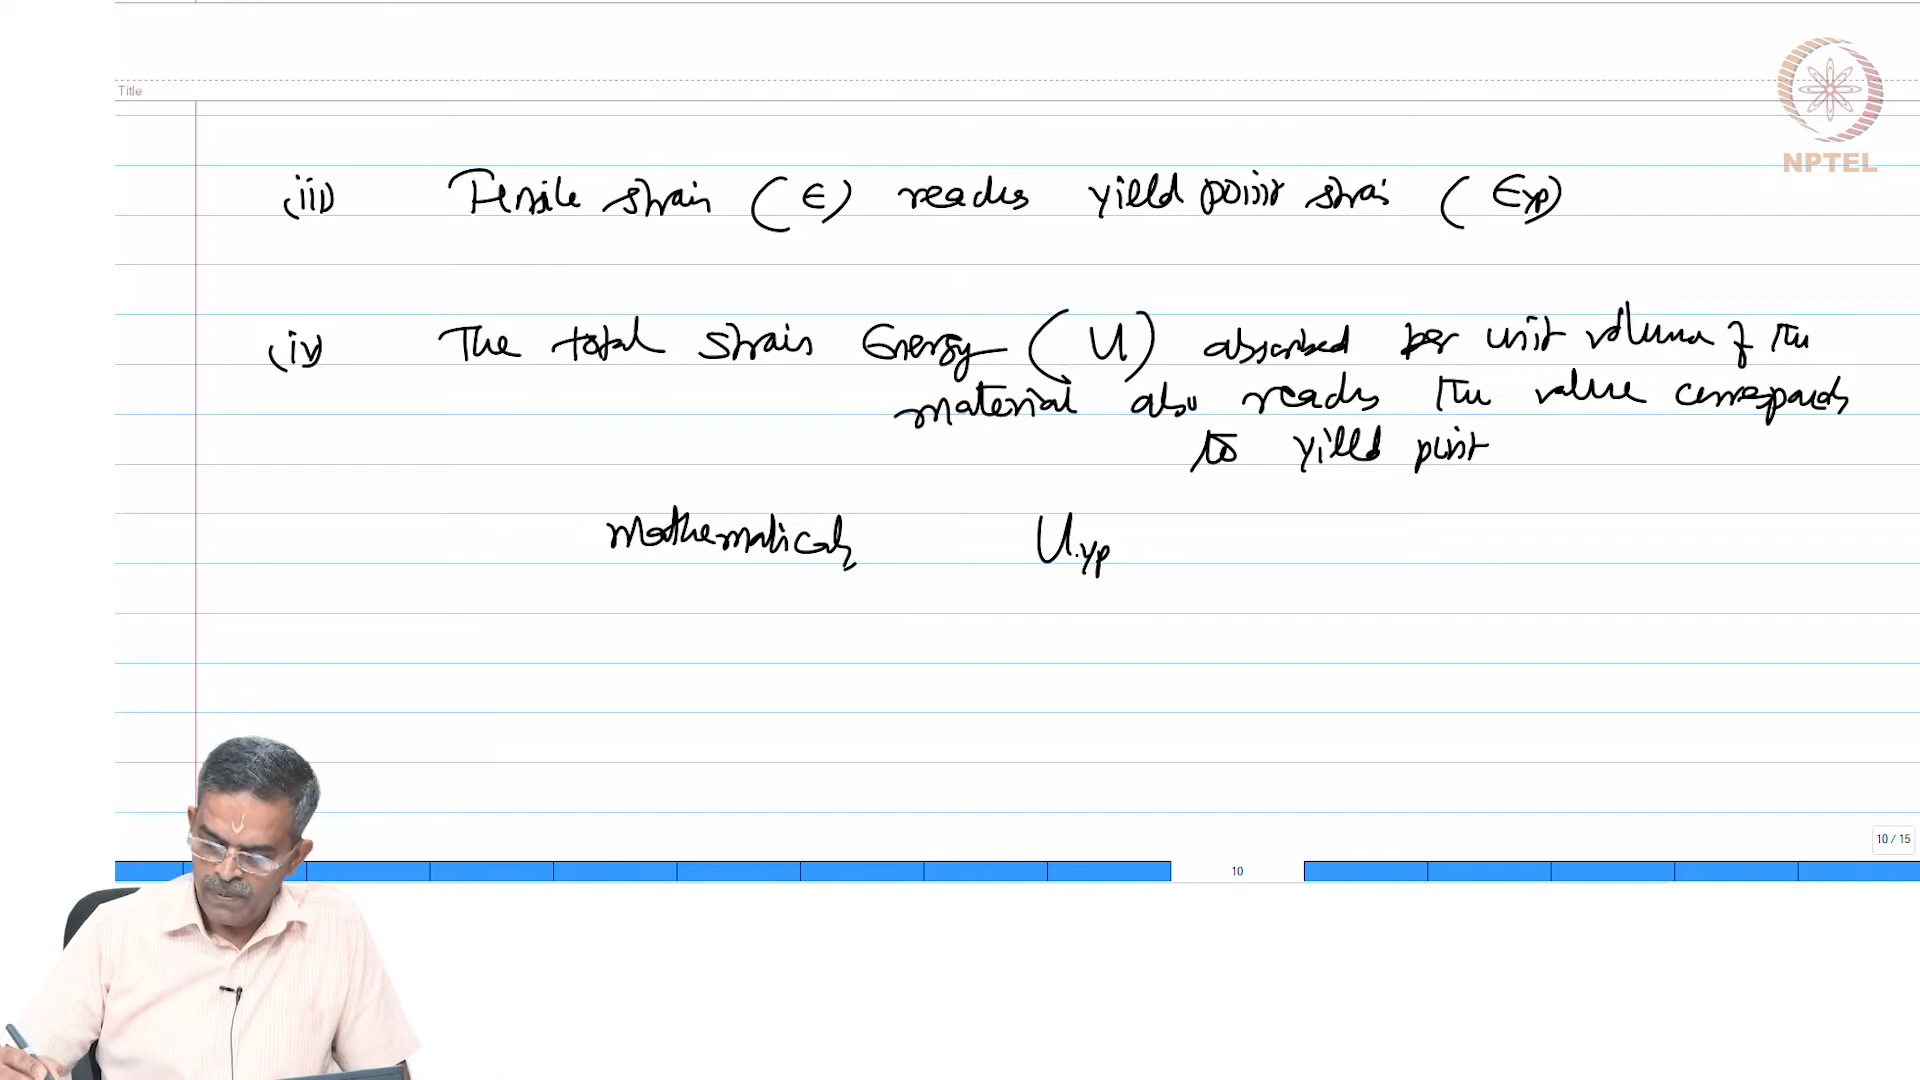 Title
NPTEL
(iii) Tensile strain (ϵ) reaches yield point strain (ϵyp)
(iv) The total strain Energy (U) absorbed per unit volume of the
material also reaches the value corresponds
to yield point
mathematically Uyp
10 / 15
10